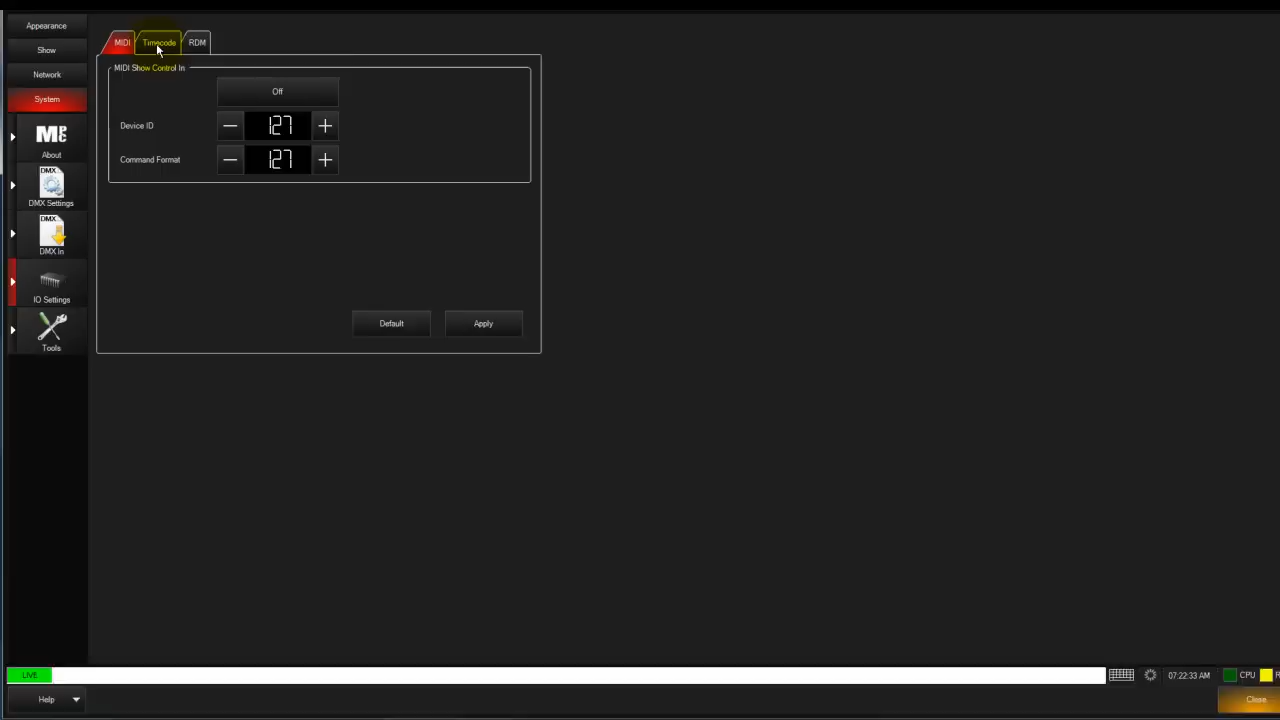 Appearance
Show
Network
System
MPC
About
DMX
DMX Settings
DMX
DMX In
IO Settings
Tools
MIDI Timecode RDM
MIDI Show Control In
Off
Device ID
127
Command Format
127
Default Apply
LIVE
07:22:33 AM CPU
Help
Close